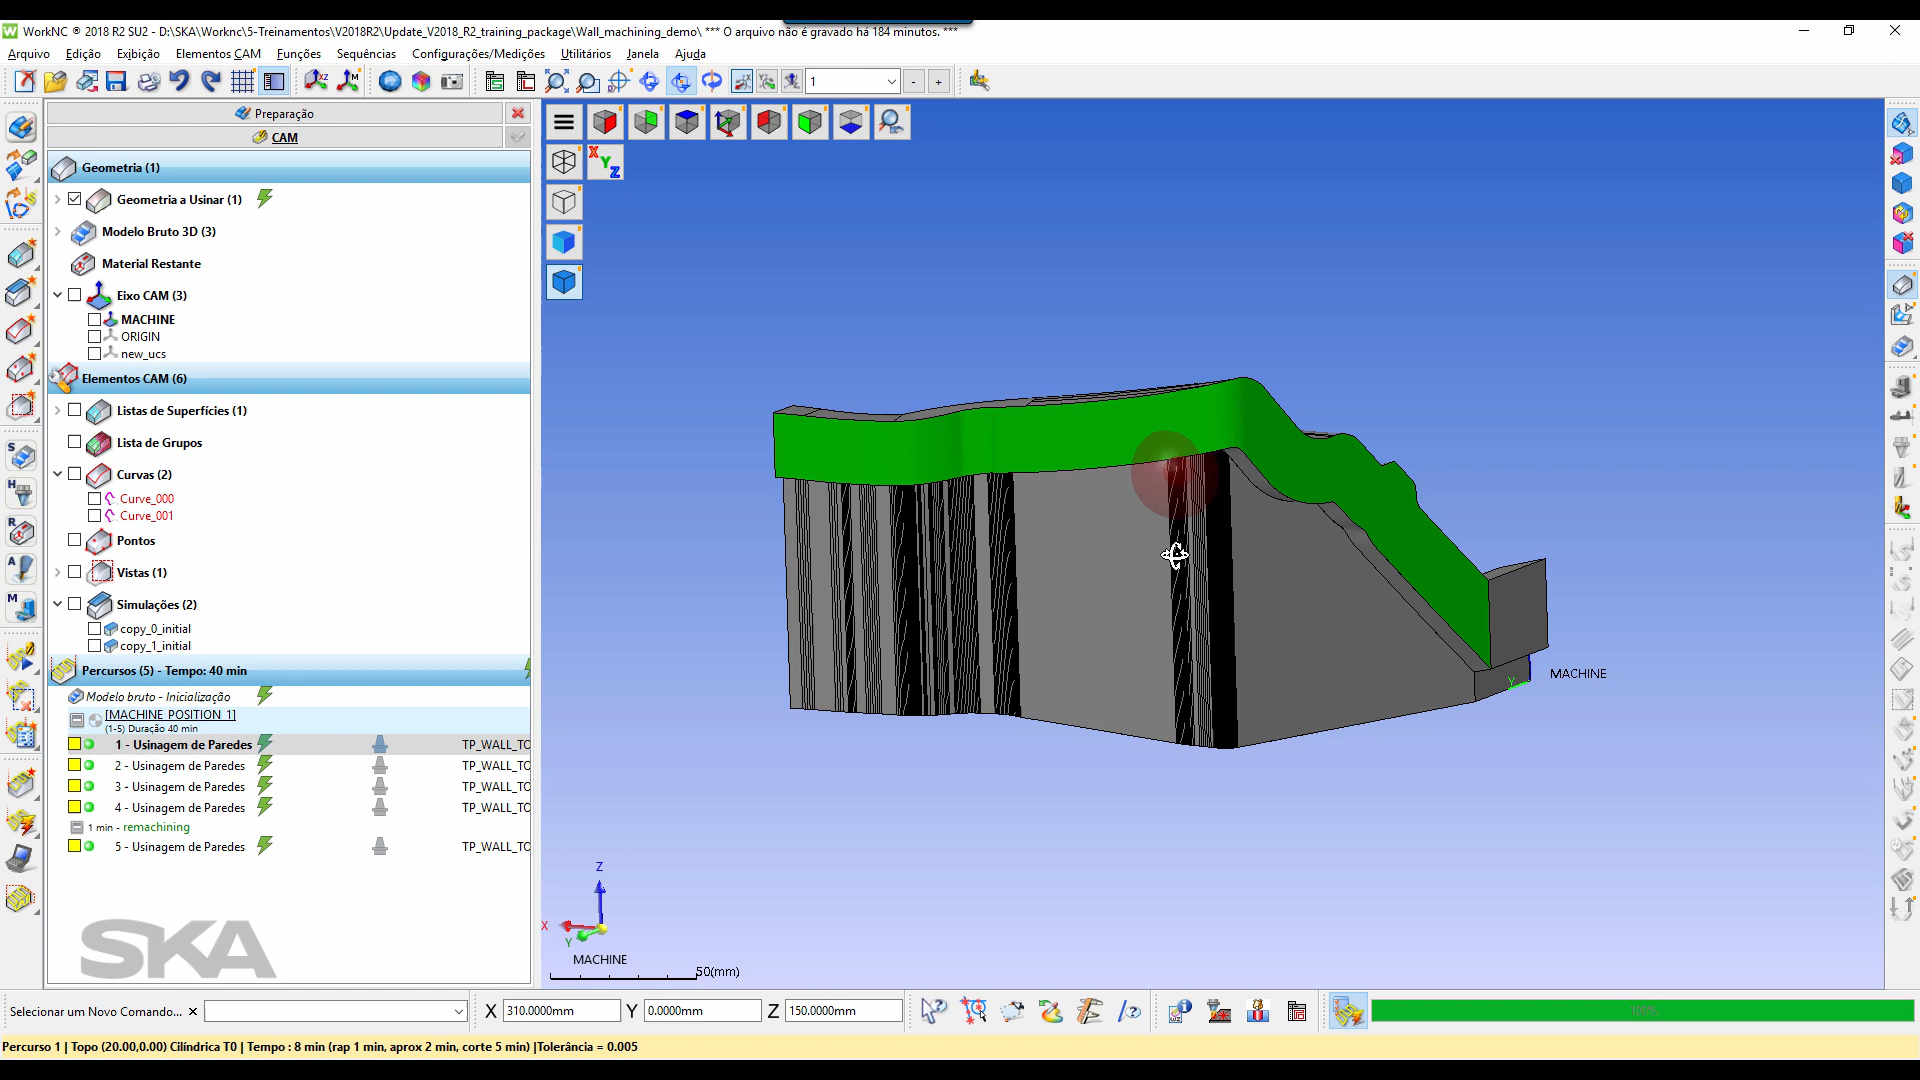 WorkNC ® 2018 R2 SU2 - D:\SKA\Worknc\5-Treinamentos\V2018R2\Update_V2018_R2_training_package\Wall_machining_demo\ *** O arquivo não é gravado há 184 minutos. ***
Arquivo Edição Exibição Elementos CAM Funções Sequências Configurações/Medições Utilitários Janela Ajuda
1 - +
Preparação
CAM
Geometria (1)
Geometria a Usinar (1)
Modelo Bruto 3D (3)
Material Restante
Eixo CAM (3)
MACHINE
ORIGIN
new_ucs
Elementos CAM (6)
Listas de Superfícies (1)
Lista de Grupos
Curvas (2)
Curve_000
Curve_001
Pontos
Vistas (1)
Simulações (2)
copy_0_initial
copy_1_initial
Percursos (5) - Tempo: 40 min
Modelo bruto - Inicialização
[MACHINE POSITION 1]
(1-5) Duração 40 min
1 - Usinagem de Paredes TP_WALL_TO
2 - Usinagem de Paredes TP_WALL_TO
3 - Usinagem de Paredes TP_WALL_TO
4 - Usinagem de Paredes TP_WALL_TO
1 min - remachining
5 - Usinagem de Paredes TP_WALL_TO
SKA
X Y Z
MACHINE
Y
Z
X
Y
MACHINE
50(mm)
Selecionar um Novo Comando... X 310.0000mm Y 0.0000mm Z 150.0000mm 100%
Percurso 1 | Topo (20.00,0.00) Cilíndrica T0 | Tempo : 8 min (rap 1 min, aprox 2 min, corte 5 min) |Tolerância = 0.005